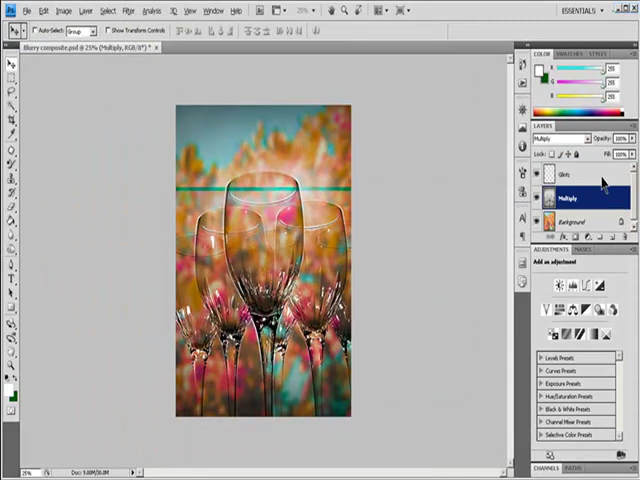 Ps File Edit Image Layer Select Filter Analysis 3D View Window Help 25% ESSENTIALS
Auto-Select: Group Show Transform Controls
Blurry composite.psd @ 25% (Multiply, RGB/8*) *
COLOR SWATCHES STYLES
R 255
G 255
B 255
LAYERS
Multiply Opacity: 100%
Lock: Fill: 100%
Glints
Multiply
Background
ADJUSTMENTS MASKS
Add an adjustment
Levels Presets
Curves Presets
Exposure Presets
Hue/Saturation Presets
Black & White Presets
Channel Mixer Presets
Selective Color Presets
CHANNELS PATHS
25% Doc: 9.00M/30.0M